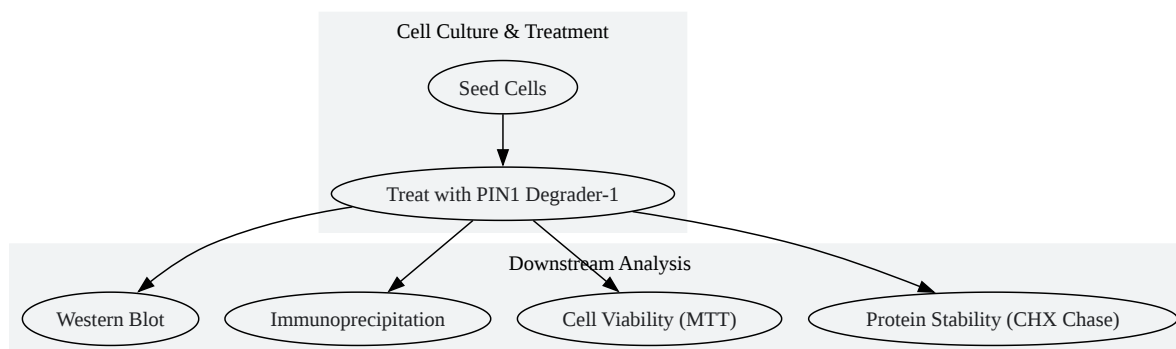 Cell Culture & Treatment
Seed Cells
Treat with PIN1 Degrader-1
Downstream Analysis
Western Blot
Immunoprecipitation
Cell Viability (MTT)
Protein Stability (CHX Chase)